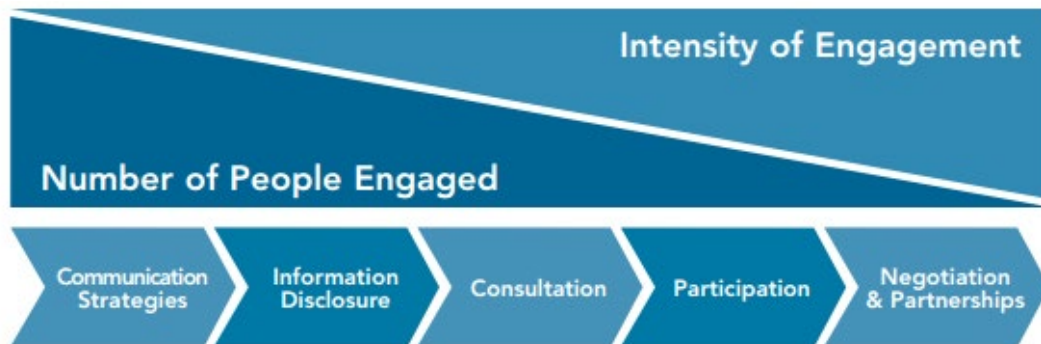 Intensity of Engagement
Number of People Engaged
Communication
Strategies
Information
Disclosure
Consultation
Participation
Negotiation
& Partnerships